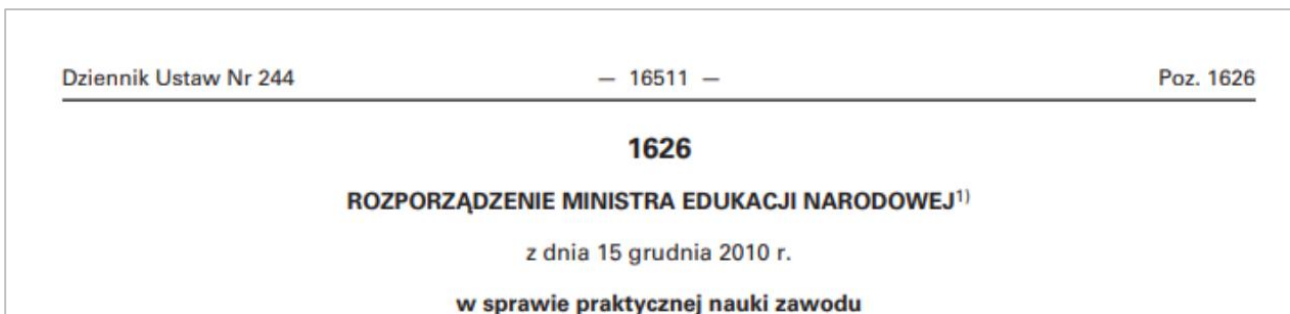 Dziennik Ustaw Nr 244 — 16511 — Poz. 1626
1626
ROZPORZĄDZENIE MINISTRA EDUKACJI NARODOWEJ1)
z dnia 15 grudnia 2010 r.
w sprawie praktycznej nauki zawodu